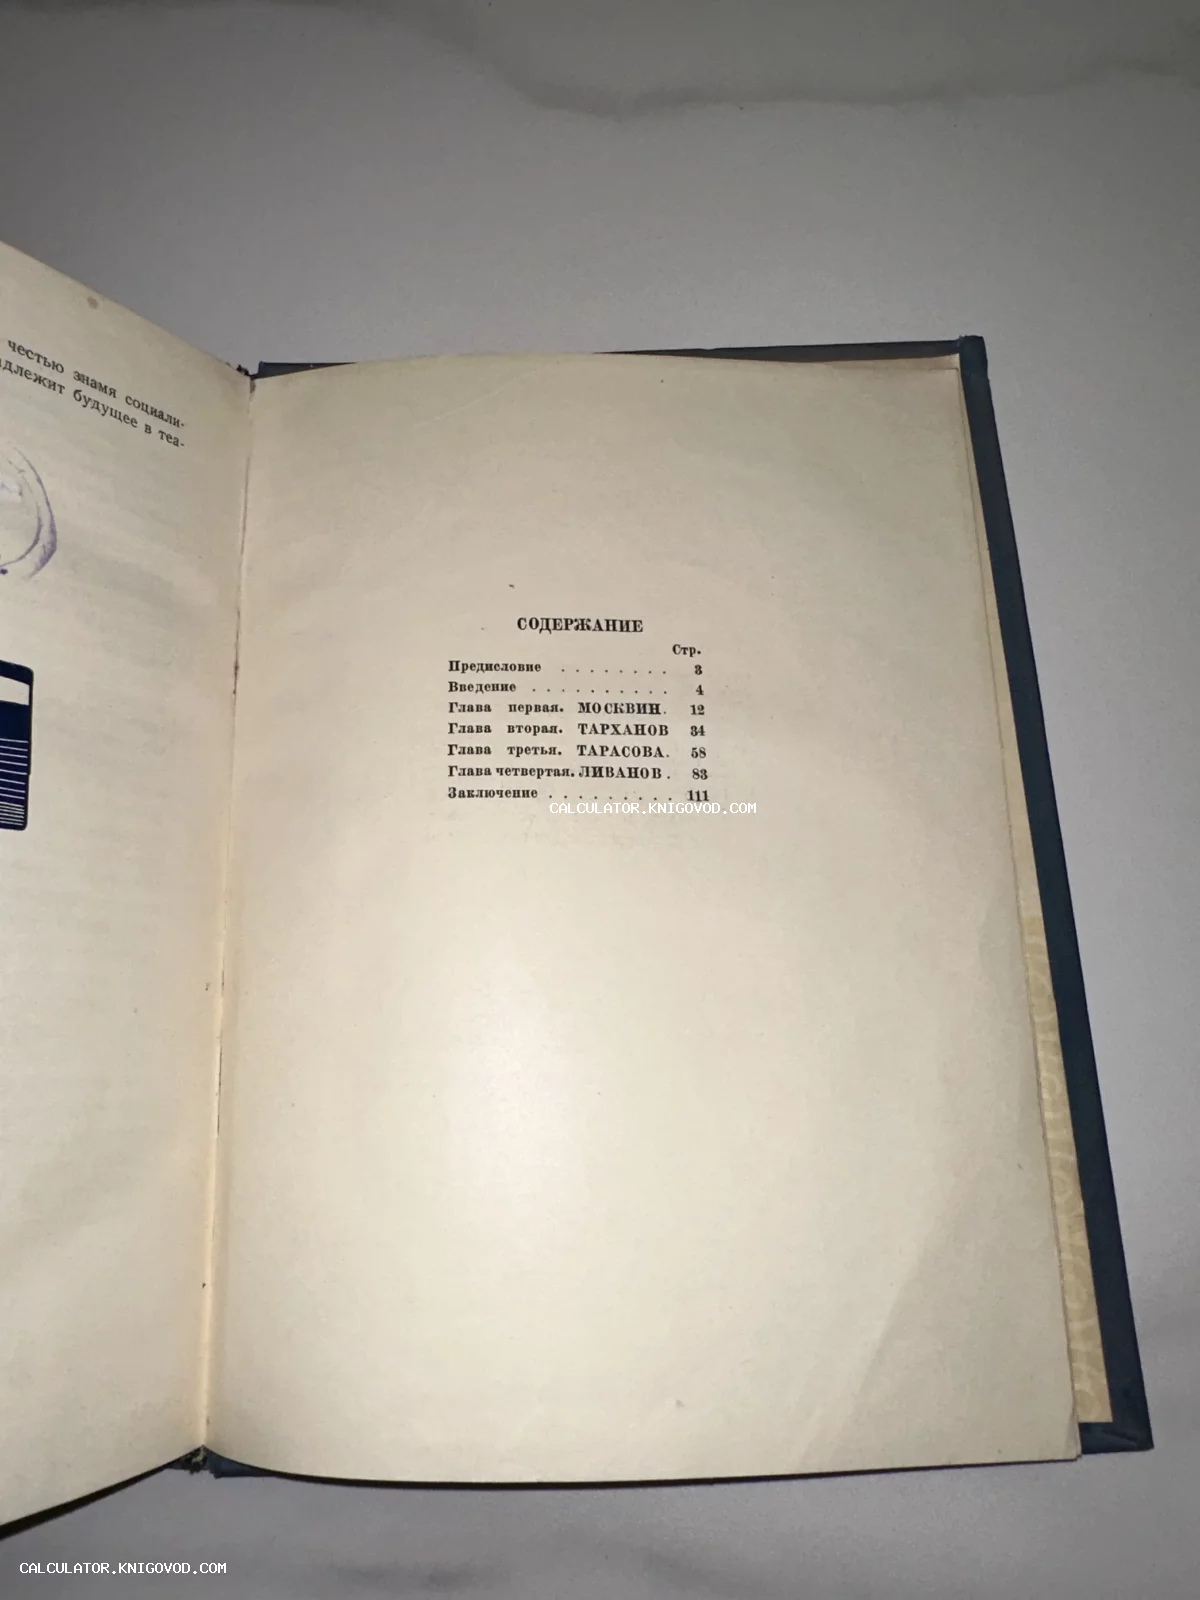 честью знамя социали-
будущее в теа-
СОДЕРЖАНИЕ
Стр.
Предисловие . . . . . . . . 3
Введение . . . . . . . . . . 4
Глава первая. МОСКВИН. 12
Глава вторая. ТАРХАНОВ 34
Глава третья. ТАРАСОВА. 58
Глава четвертая. ЛИВАНОВ. 83
Заключение . . . . . . . . . 111
CALCULATOR.KNIGOVOD.COM
CALCULATOR.KNIGOVOD.COM